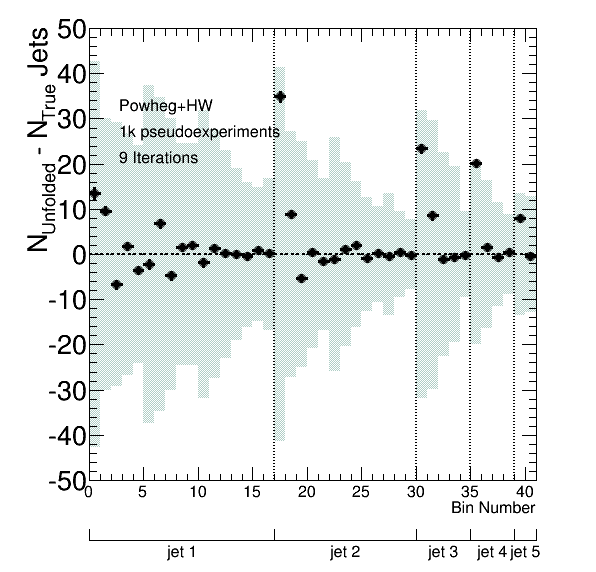 N_Unfolded - N_True Jets
50
40
30
20
10
0
-10
-20
-30
-40
-50
Powheg+HW
1k pseudoexperiments
9 Iterations
0 5 10 15 20 25 30 35 40
Bin Number
jet 1 jet 2 jet 3 jet 4 jet 5